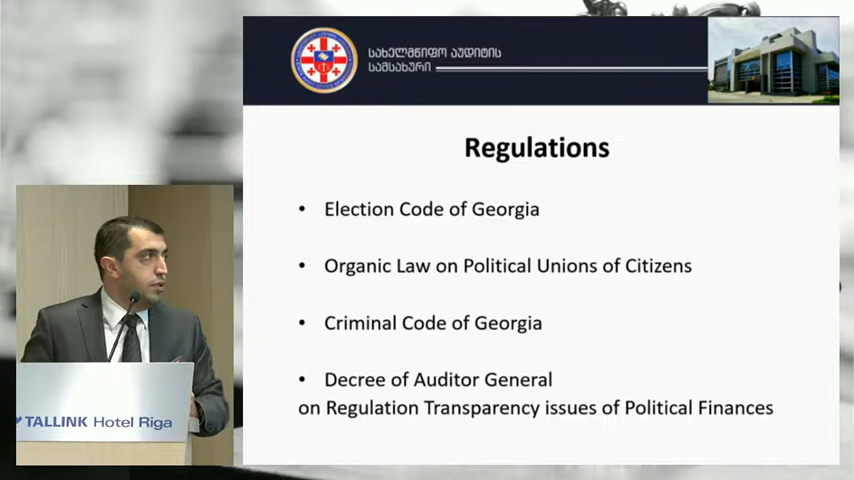 სახელმწიფო აუდიტის
სამსახური
Regulations
• Election Code of Georgia
• Organic Law on Political Unions of Citizens
• Criminal Code of Georgia
• Decree of Auditor General
on Regulation Transparency issues of Political Finances
TALLINK Hotel Riga